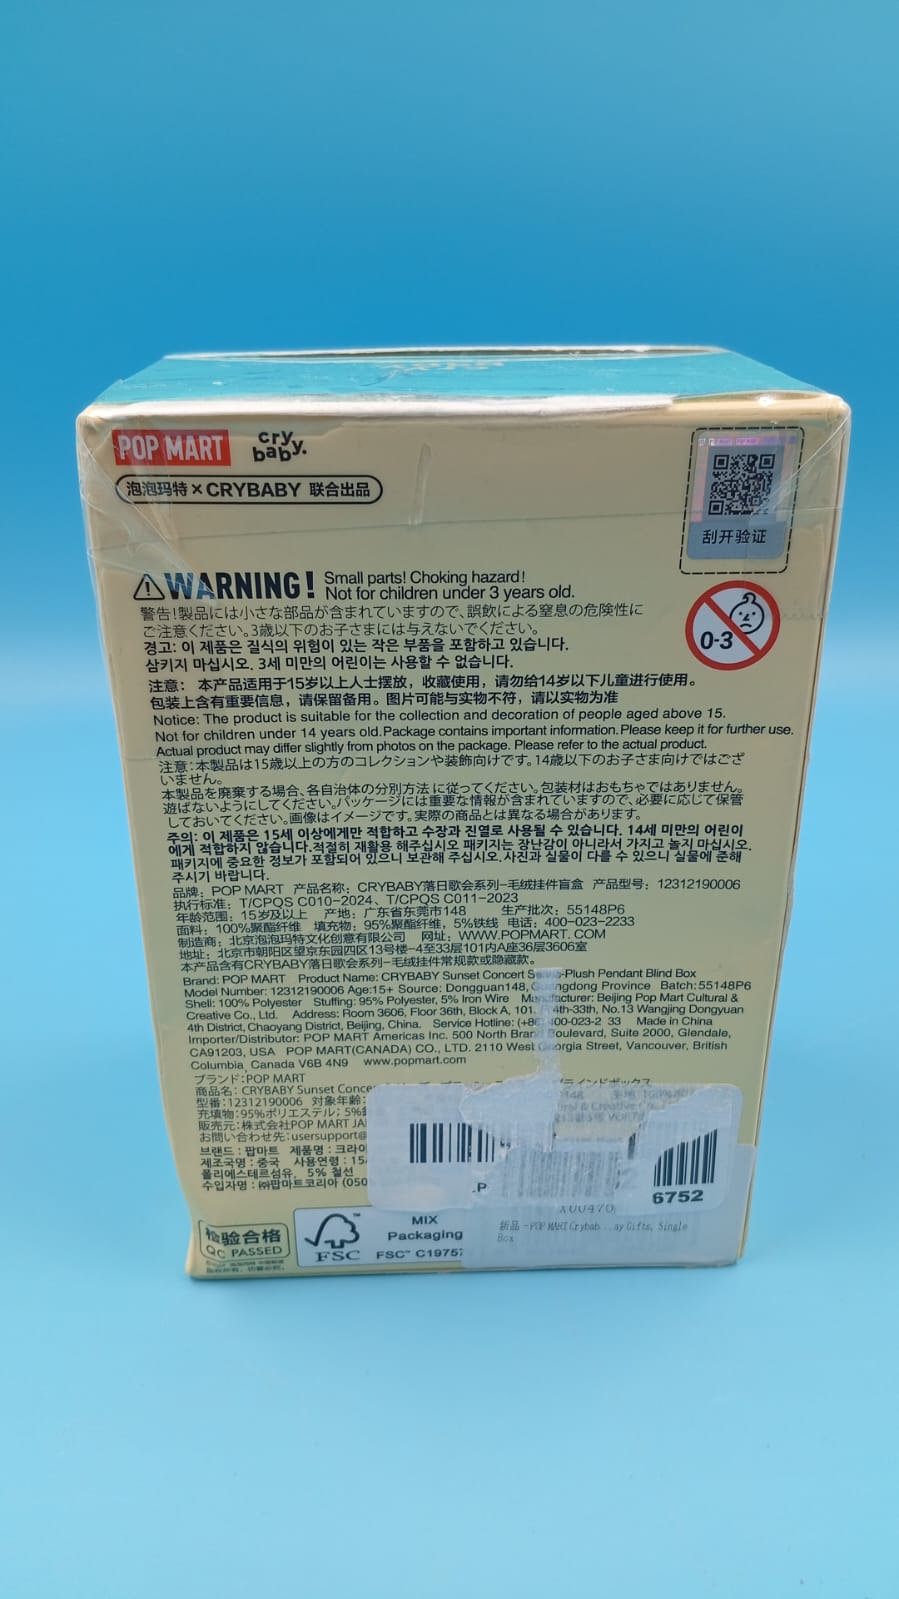 POP MART
cry
baby.
泡泡玛特 × CRYBABY 联合出品
刮开验证
WARNING! Small parts! Choking hazard!
Not for children under 3 years old.
0-3
警告!製品には小さな部品が含まれていますので、誤飲による窒息の危険性に
ご注意ください。3歳以下のお子さまには与えないでください。
경고: 이 제품은 질식의 위험이 있는 작은 부품을 포함하고 있습니다.
삼키지 마십시오. 3세 미만의 어린이는 사용할 수 없습니다.
注意： 本产品适用于15岁以上人士摆放，收藏使用，请勿给14岁以下儿童进行使用。
包装上含有重要信息，请保留备用。图片可能与实物不符，请以实物为准
Notice: The product is suitable for the collection and decoration of people aged above 15.
Not for children under 14 years old.Package contains important information.Please keep it for further use.
Actual product may differ slightly from photos on the package. Please refer to the actual product.
注意:本製品は15歳以上の方のコレクションや装飾向けです。14歳以下のお子さま向けではござ
いません。
本製品を廃棄する場合、各自治体の分別方法 に従ってください。包装材はおもちゃではありません。
遊ばないようにしてください。パッケージには重要な情報が含まれていますので、必要に応じて保管
しておいてください。画像はイメージです。実際の商品とは異なる場合があります。
주의: 이 제품은 15세 이상에게만 적합하고 수장과 진열로 사용될 수 있습니다. 14세 미만의 어린이
에게 적합하지 않습니다.적절히 재활용 해주십시오 패키지는 장난감이 아니라서 가지고 놀지 마십시오.
패키지에 중요한 정보가 포함되어 있으니 보관해 주십시오.사진과 실물이 다를 수 있으니 실물에 준해
주시기 바랍니다.
品牌：POP MART 产品名称：CRYBABY落日歌会系列-毛绒挂件盲盒 产品型号：12312190006
执行标准：T/CPQS C010-2024、T/CPQS C011-2023
年龄范围：15岁及以上 产地：广东省东莞市148 生产批次：55148P6
面料：100%聚酯纤维 填充物：95%聚酯纤维，5%铁线 电话：400-023-2233
制造商：北京泡泡玛特文化创意有限公司 网址：WWW.POPMART. COM
地址：北京市朝阳区望京东园四区13号楼-4至33层101内A座36层3606室
本产品含有CRYBABY落日歌会系列-毛绒挂件常规款或隐藏款。
Brand: POP MART Product Name: CRYBABY Sunset Concert -Plush Pendant Blind Box
Model Number: 12312190006 Age:15+ Source: Dongguan148, Guangdong Province Batch:55148P6
Shell: 100% Polyester Stuffing: 95% Polyester, 5% Iron Wire Manufacturer: Beijing Pop Mart Cultural &
Creative Co., Ltd. Address: Room 3606, Floor 36th, Block A, 101, 4th-33th, No.13 Wangjing Dongyuan
4th District, Chaoyang District, Beijing, China. Service Hotline: (+86) 400-023-2 33 Made in China
Importer/Distributor: POP MART Americas Inc. 500 North Brand Boulevard, Suite 2000, Glendale,
CA91203, USA POP MART(CANADA) CO., LTD. 2110 West Georgia Street, Vancouver, British
Columbia, Canada V6B 4N9 www.popmart.com
ブランド:POP MART
商品名: CRYBABY Sunset ラインドボックス
型番:12312190006 対象年齢:
充填物:95%ポリエステル; 5%
販売元:株式会社POP MART
お問い合わせ先:usersupport@
브랜드 : 팝마트 제품명 :
제조국명 : 중국 사용연령 : 15
폴리에스테르섬유, 5% 철선
수입자명 : ㈜팝마트코리아 (050
6752
X00476
新品 -POP MART Crybab ...ay Gifts, Single
Box
检验合格
QC PASSED
FSC
MIX
Packaging
FSC™ C1975